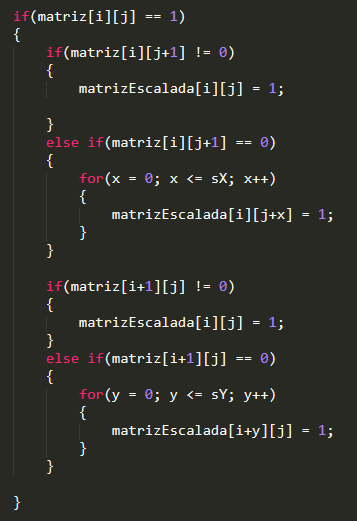 if(matriz[i][j] == 1)
{
    if(matriz[i][j+1] != 0)
    {
        matrizEscalada[i][j] = 1;

    }
    else if(matriz[i][j+1] == 0)
    {
        for(x = 0; x <= sX; x++)
        {
            matrizEscalada[i][j+x] = 1;
        }
    }

    if(matriz[i+1][j] != 0)
    {
        matrizEscalada[i][j] = 1;
    }
    else if(matriz[i+1][j] == 0)
    {
        for(y = 0; y <= sY; y++)
        {
            matrizEscalada[i+y][j] = 1;
        }
    }

}